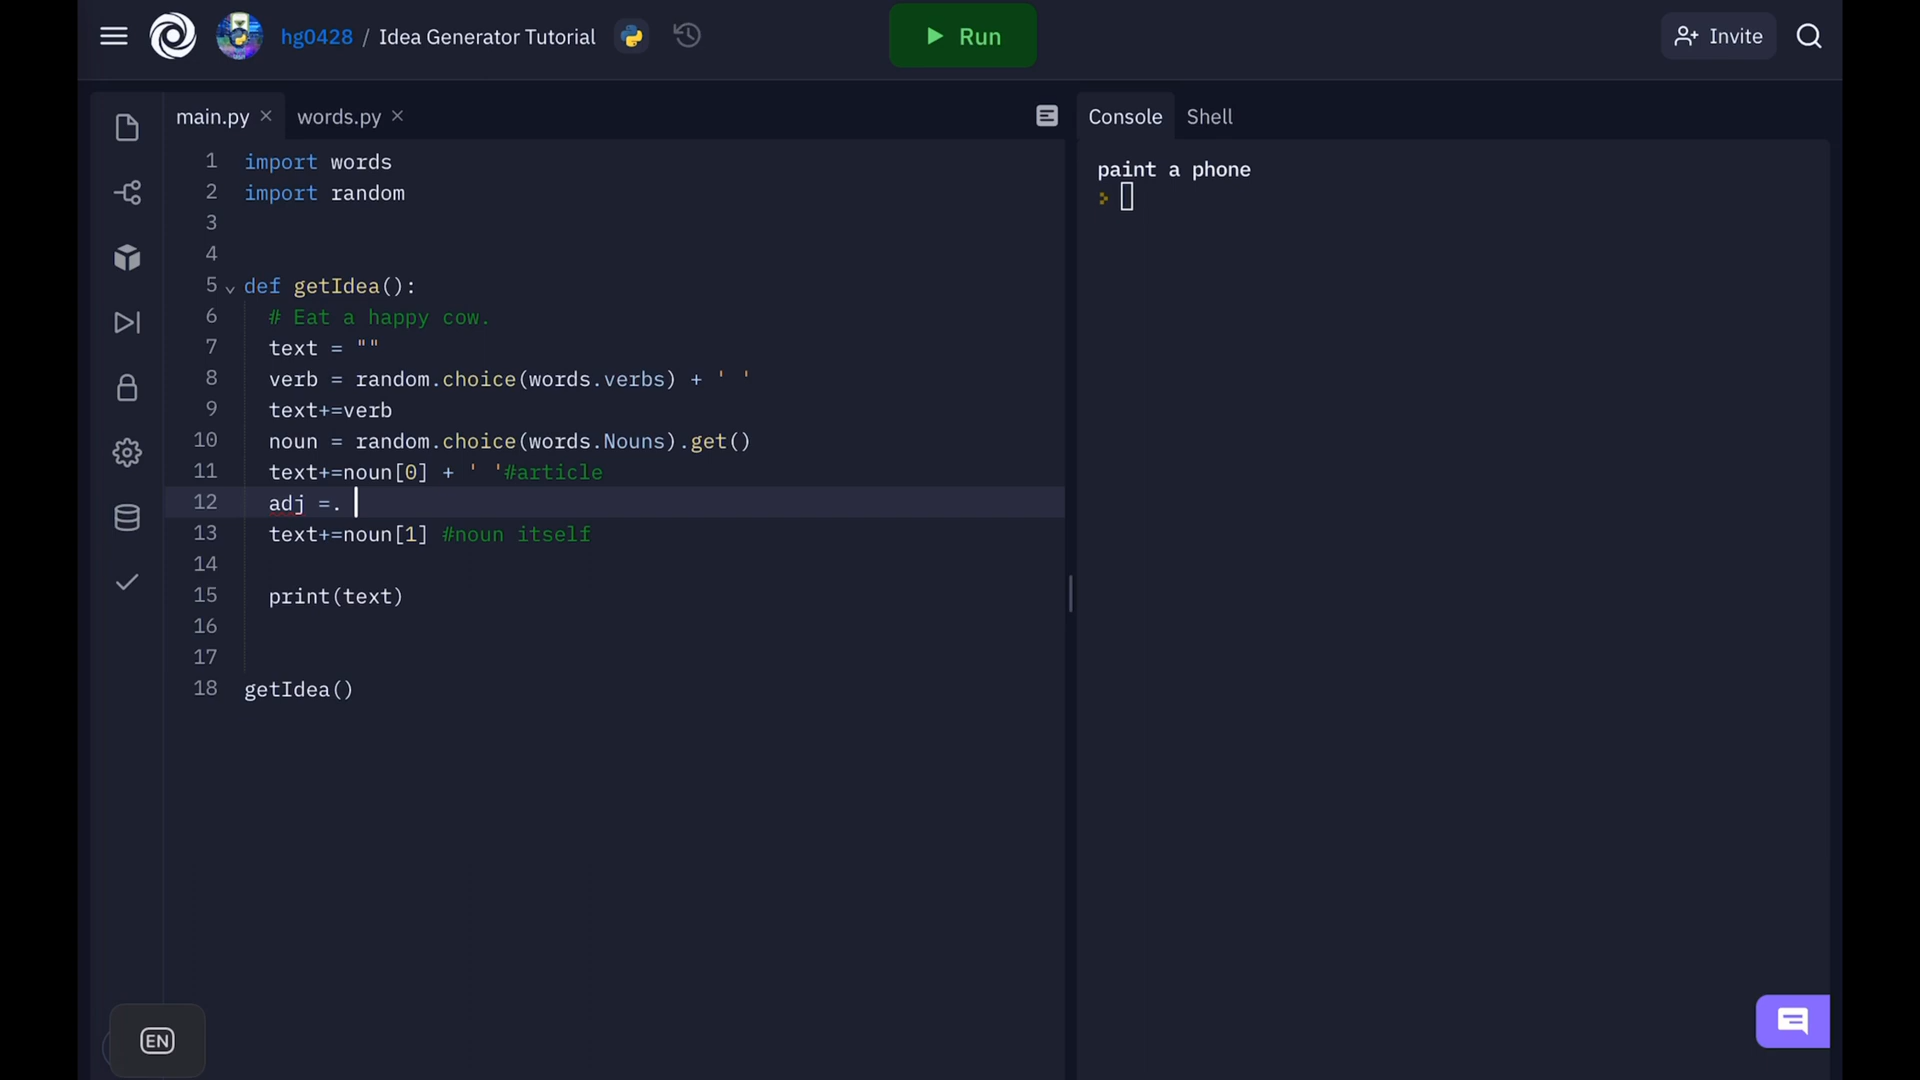 hg0428 / Idea Generator Tutorial
Run
Invite
main.py × words.py ×
Console Shell
1 import words
2 import random
3
4
5 def getIdea():
6 # Eat a happy cow.
7 text = ""
8 verb = random.choice(words.verbs) + ' '
9 text+=verb
10 noun = random.choice(words.Nouns).get()
11 text+=noun[0] + ' '#article
12 adj =.
13 text+=noun[1] #noun itself
14
15 print(text)
16
17
18 getIdea()
paint a phone
EN